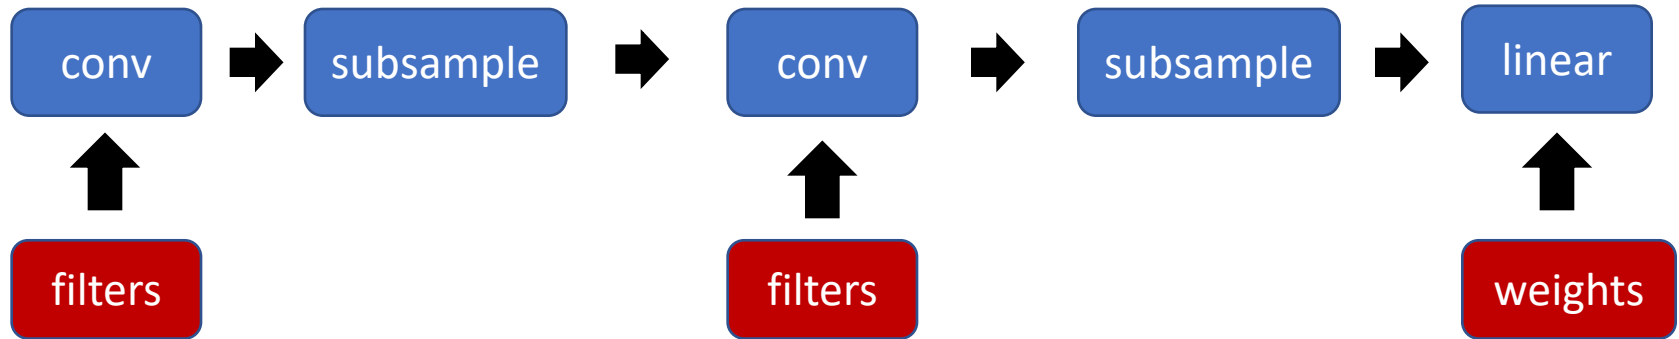 conv
subsample
conv
subsample
linear
filters
filters
weights